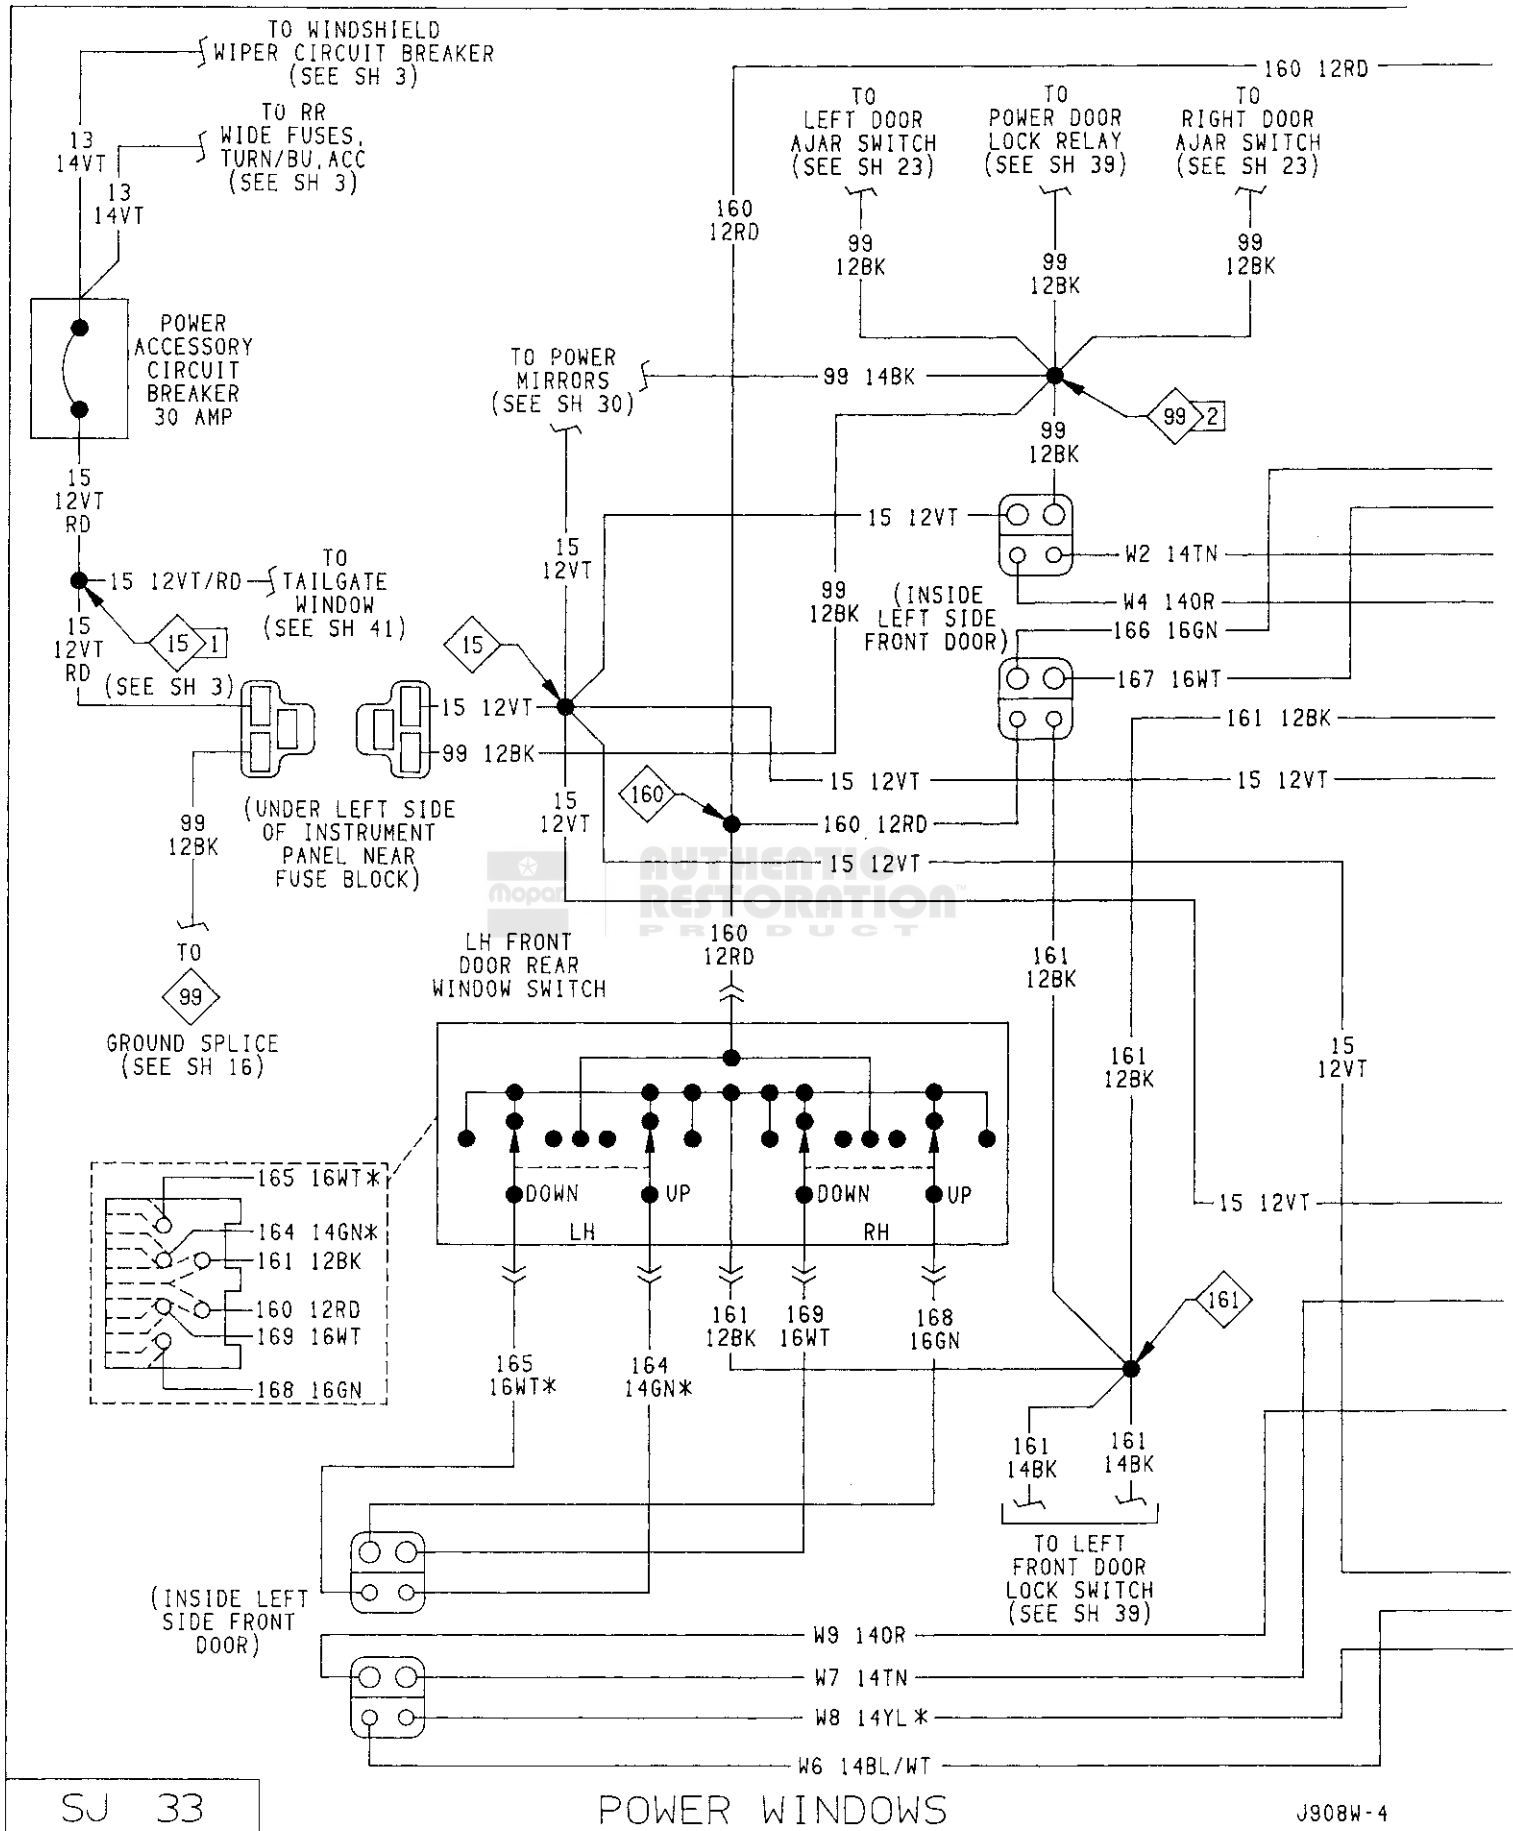 TO WINDSHIELD
WIPER CIRCUIT BREAKER
(SEE SH 3)
160 12RD
TO RR
WIDE FUSES,
TURN/BU,ACC
(SEE SH 3)
13
14VT
13
14VT
TO
LEFT DOOR
AJAR SWITCH
(SEE SH 23)
TO
POWER DOOR
LOCK RELAY
(SEE SH 39)
TO
RIGHT DOOR
AJAR SWITCH
(SEE SH 23)
160
12RD
99
12BK
99
12BK
99
12BK
POWER
ACCESSORY
CIRCUIT
BREAKER
30 AMP
TO POWER
MIRRORS
(SEE SH 30)
99 14BK
99 2
99
12BK
15
12VT
RD
15 12VT
15
12VT
W2 14TN
TO
TAILGATE
WINDOW
(SEE SH 41)
15 12VT/RD
99
12BK
(INSIDE
LEFT SIDE
FRONT DOOR)
W4 14OR
166 16GN
15
12VT
RD
15 1
(SEE SH 3)
15
167 16WT
15 12VT
161 12BK
99 12BK
15 12VT
15 12VT
160
15
12VT
160 12RD
(UNDER LEFT SIDE
OF INSTRUMENT
PANEL NEAR
FUSE BLOCK)
99
12BK
15 12VT
Mopar
AUTHENTIC
RESTORATION™
PRODUCT
160
12RD
161
12BK
LH FRONT
DOOR REAR
WINDOW SWITCH
TO
99
GROUND SPLICE
(SEE SH 16)
161
12BK
15
12VT
DOWN
UP
DOWN
UP
LH
RH
15 12VT
165 16WT*
164 14GN*
161 12BK
160 12RD
169 16WT
168 16GN
161
161
12BK
169
16WT
168
16GN
165
16WT*
164
14GN*
161
14BK
161
14BK
TO LEFT
FRONT DOOR
LOCK SWITCH
(SEE SH 39)
(INSIDE LEFT
SIDE FRONT
DOOR)
W9 14OR
W7 14TN
W8 14YL*
W6 14BL/WT
SJ 33
POWER WINDOWS
J908W-4